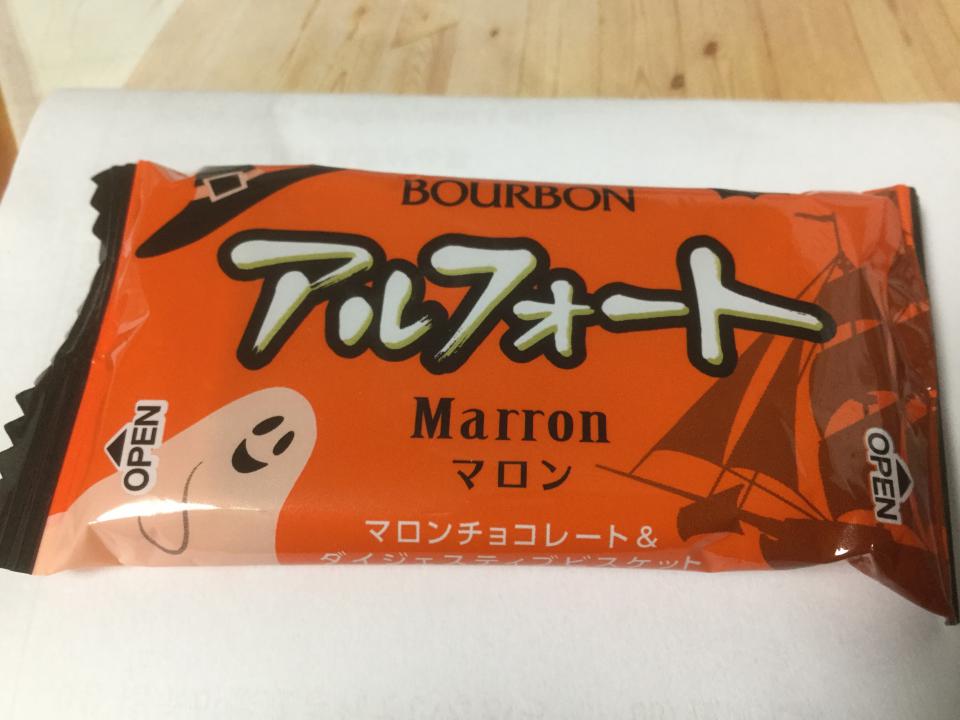 BOURBON
アルフォート
Marron
マロン
OPEN
OPEN
マロンチョコレート&
ダイジェスティブビスケット